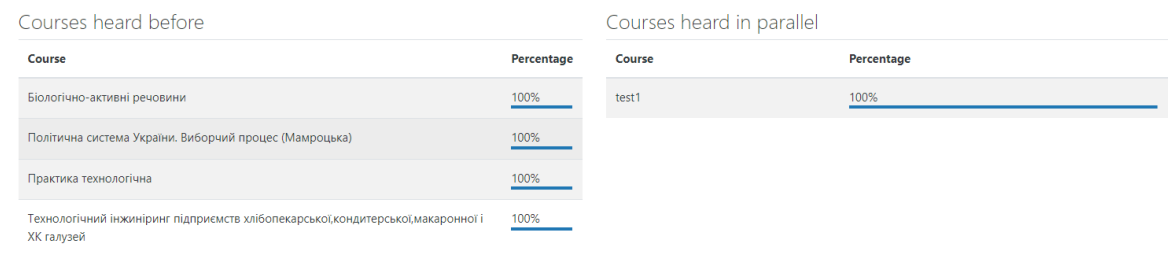 Courses heard before
Course Percentage
Біологічно-активні речовини 100%
Політична система України. Виборчий процес (Мамроцька) 100%
Практика технологічна 100%
Технологічний інжиніринг підприємств хлібопекарської,кондитерської,макаронної і 100%
ХК галузей
Courses heard in parallel
Course Percentage
test1 100%